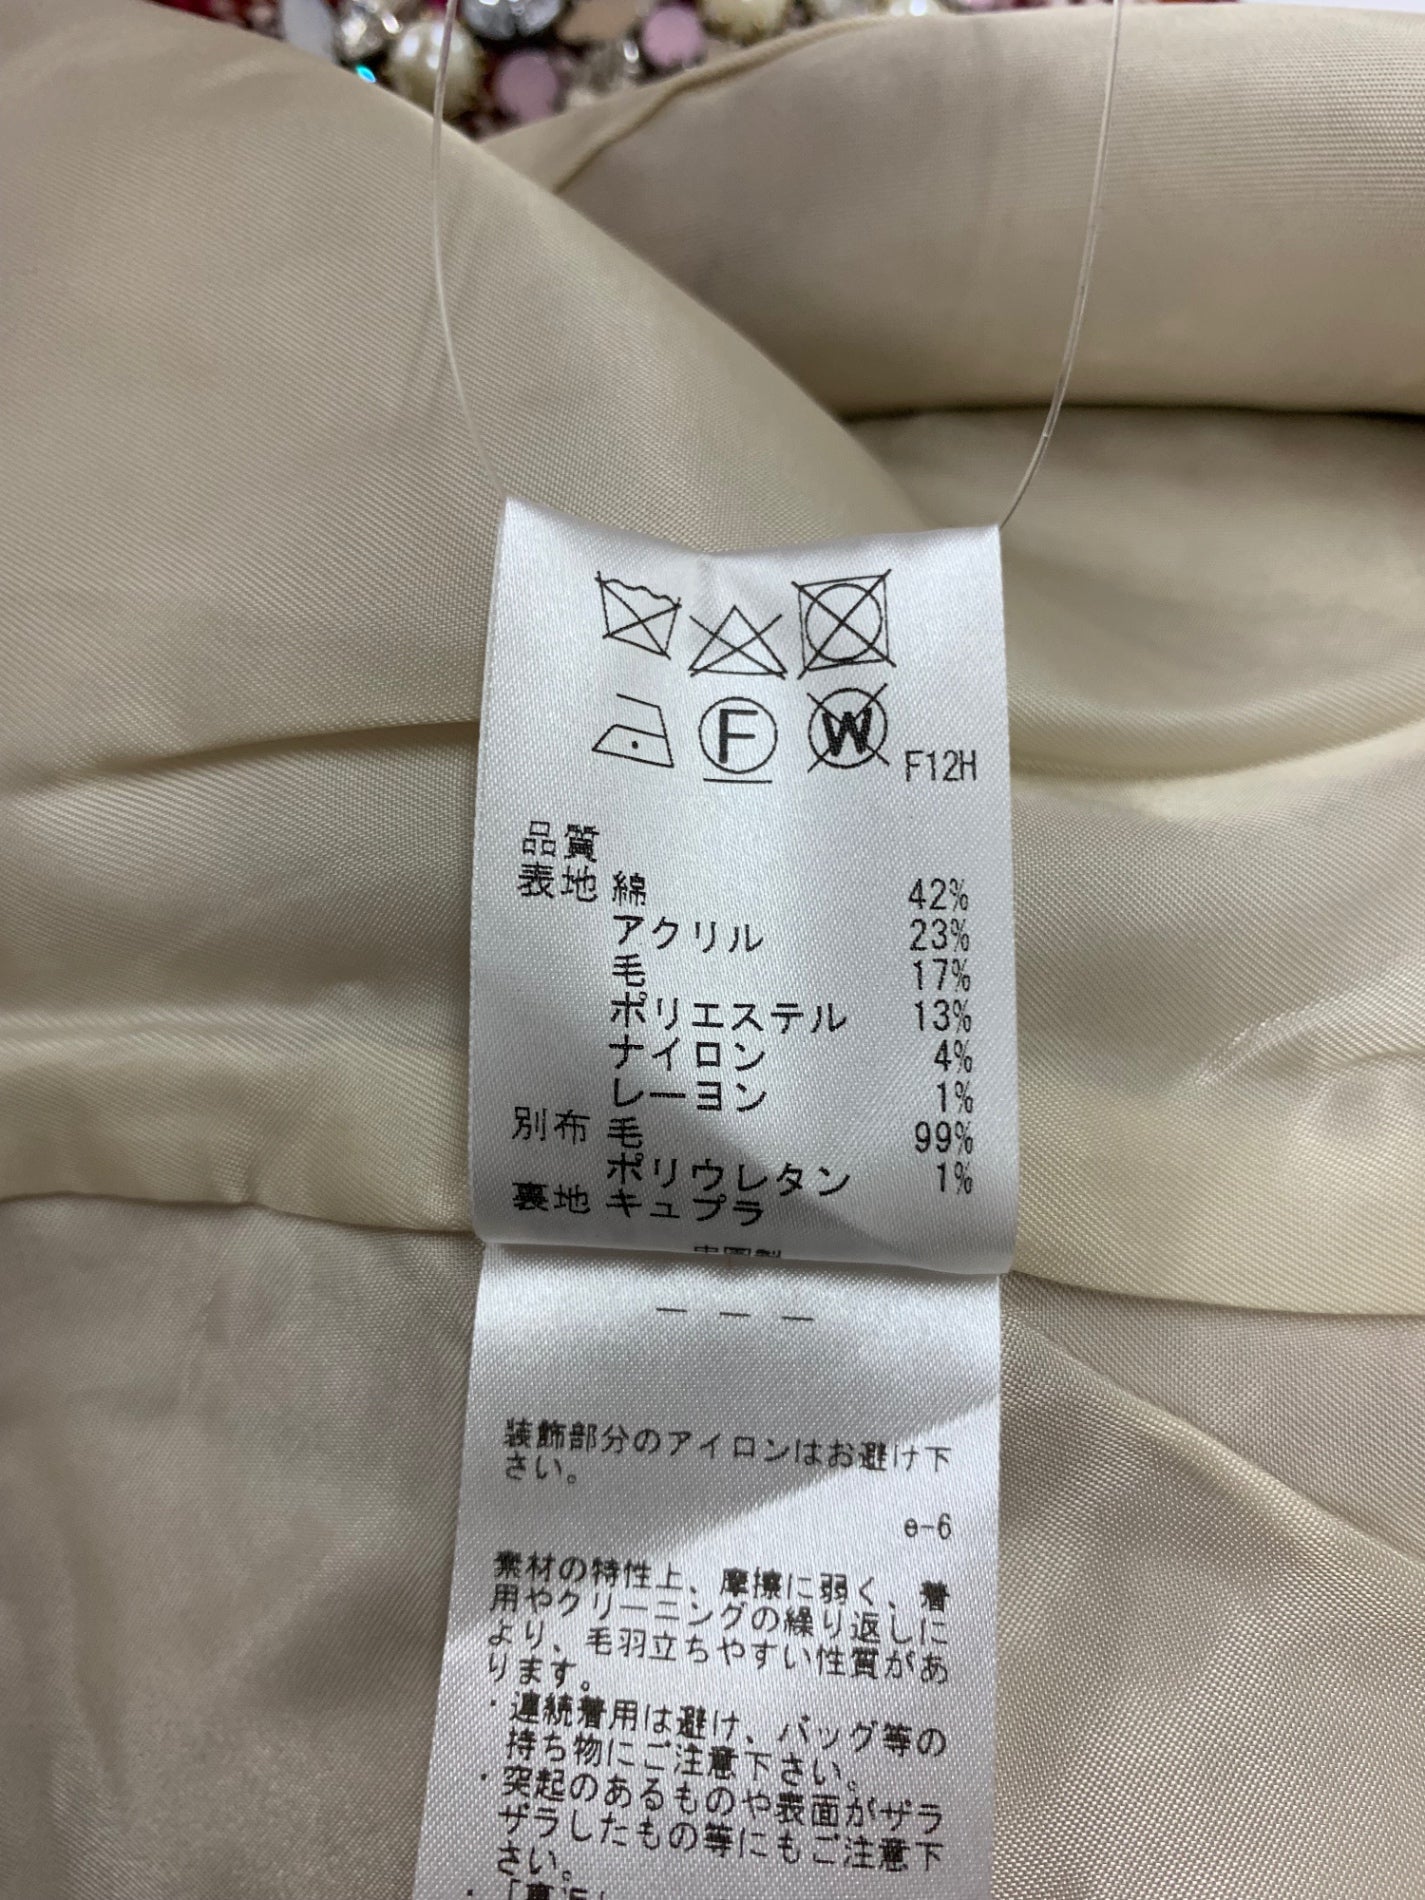 F
W
F12H
品質
表地 綿 42%
アクリル 23%
毛 17%
ポリエステル 13%
ナイロン 4%
レーヨン 1%
別布 毛 99%
ポリウレタン 1%
裏地 キュプラ
中国製
装飾部分のアイロンはお避け下
さい。
e-6
素材の特性上、摩擦に弱く、着
用やクリーニングの繰り返しに
より、毛羽立ちやすい性質があ
ります。
・連続着用は避け、バッグ等の
持ち物にご注意下さい。
・突起のあるものや表面がザラ
ザラしたもの等にもご注意下
さい。